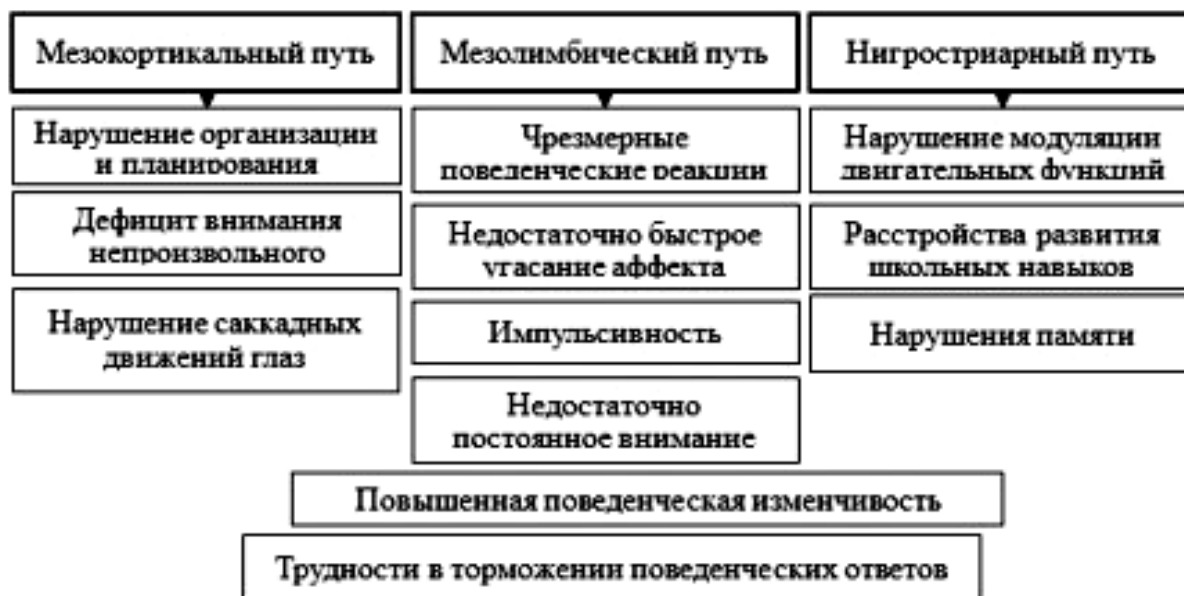 Мезокортикальный путь
Нарушение организации
и планирования
Дефицит внимания
непроизвольного
Нарушение саккадных
движений глаз
Мезолимбический путь
Чрезмерные
поведенческие реакции
Недостаточно быстрое
угасание аффекта
Импульсивность
Недостаточно
постоянное внимание
Нигростриарный путь
Нарушение модуляции
двигательных функций
Расстройства развития
школьных навыков
Нарушения памяти
Повышенная поведенческая изменчивость
Трудности в торможении поведенческих ответов